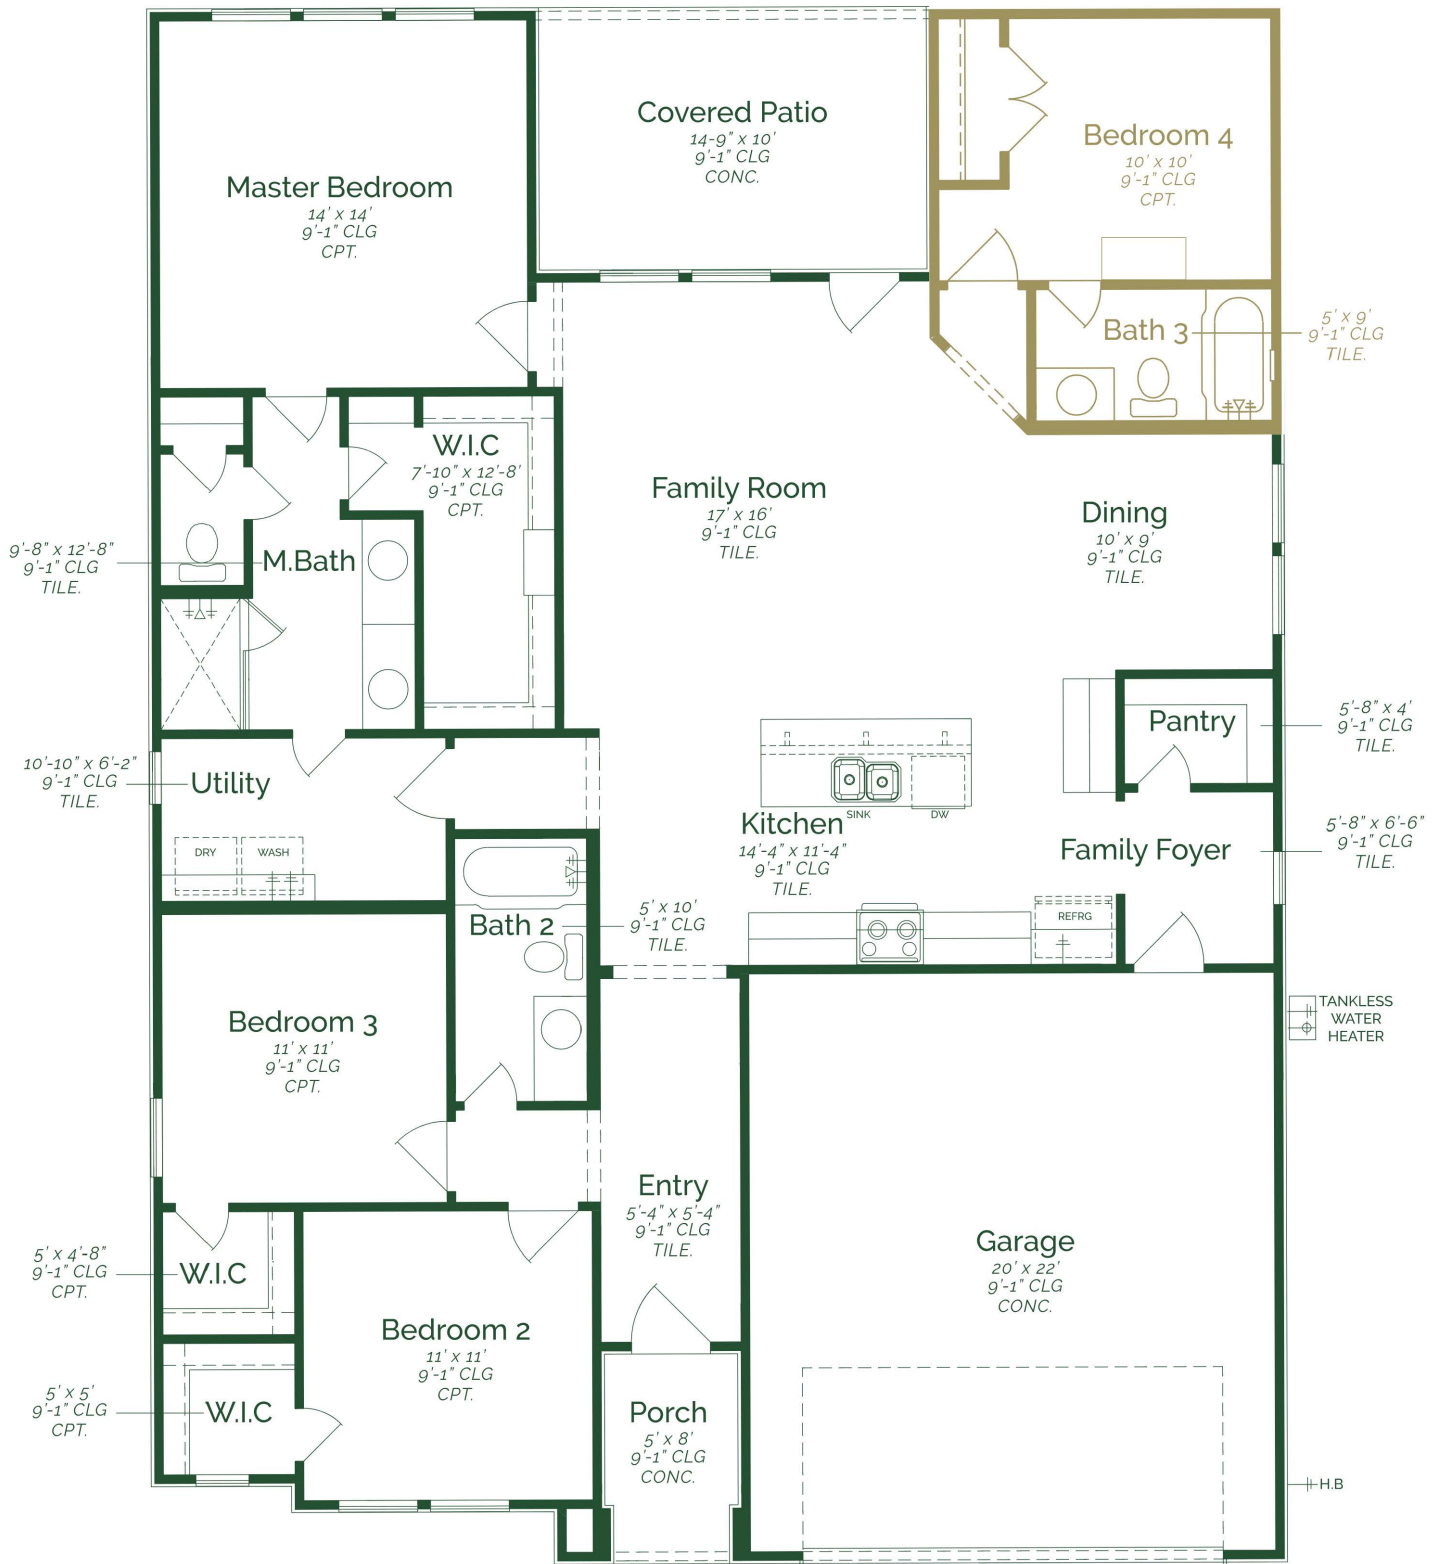 Covered Patio
14-9" x 10'
9'-1" CLG
CONC.
Bedroom 4
10' x 10'
9'-1" CLG
CPT.
Master Bedroom
14' x 14'
9'-1" CLG
CPT.
Bath 3
5' x 9'
9'-1" CLG
TILE.
W.I.C
7'-10" x 12'-8'
9'-1" CLG
CPT.
Family Room
17' x 16'
9'-1" CLG
TILE.
Dining
10' x 9'
9'-1" CLG
TILE.
9'-8" x 12'-8"
9'-1" CLG
TILE.
M.Bath
Pantry
5'-8" x 4'
9'-1" CLG
TILE.
10'-10" x 6'-2"
9'-1" CLG
TILE.
Utility
DRY
WASH
SINK
DW
Kitchen
14'-4" x 11'-4"
9'-1" CLG
TILE.
Family Foyer
5'-8" x 6'-6"
9'-1" CLG
TILE.
Bath 2
5' x 10'
9'-1" CLG
TILE.
REFRG
TANKLESS
WATER
HEATER
Bedroom 3
11' x 11'
9'-1" CLG
CPT.
Entry
5'-4" x 5'-4"
9'-1" CLG
TILE.
Garage
20' x 22'
9'-1" CLG
CONC.
5' x 4'-8"
9'-1" CLG
CPT.
W.I.C
Bedroom 2
11' x 11'
9'-1" CLG
CPT.
5' x 5'
9'-1" CLG
CPT.
W.I.C
Porch
5' x 8'
9'-1" CLG
CONC.
H.B